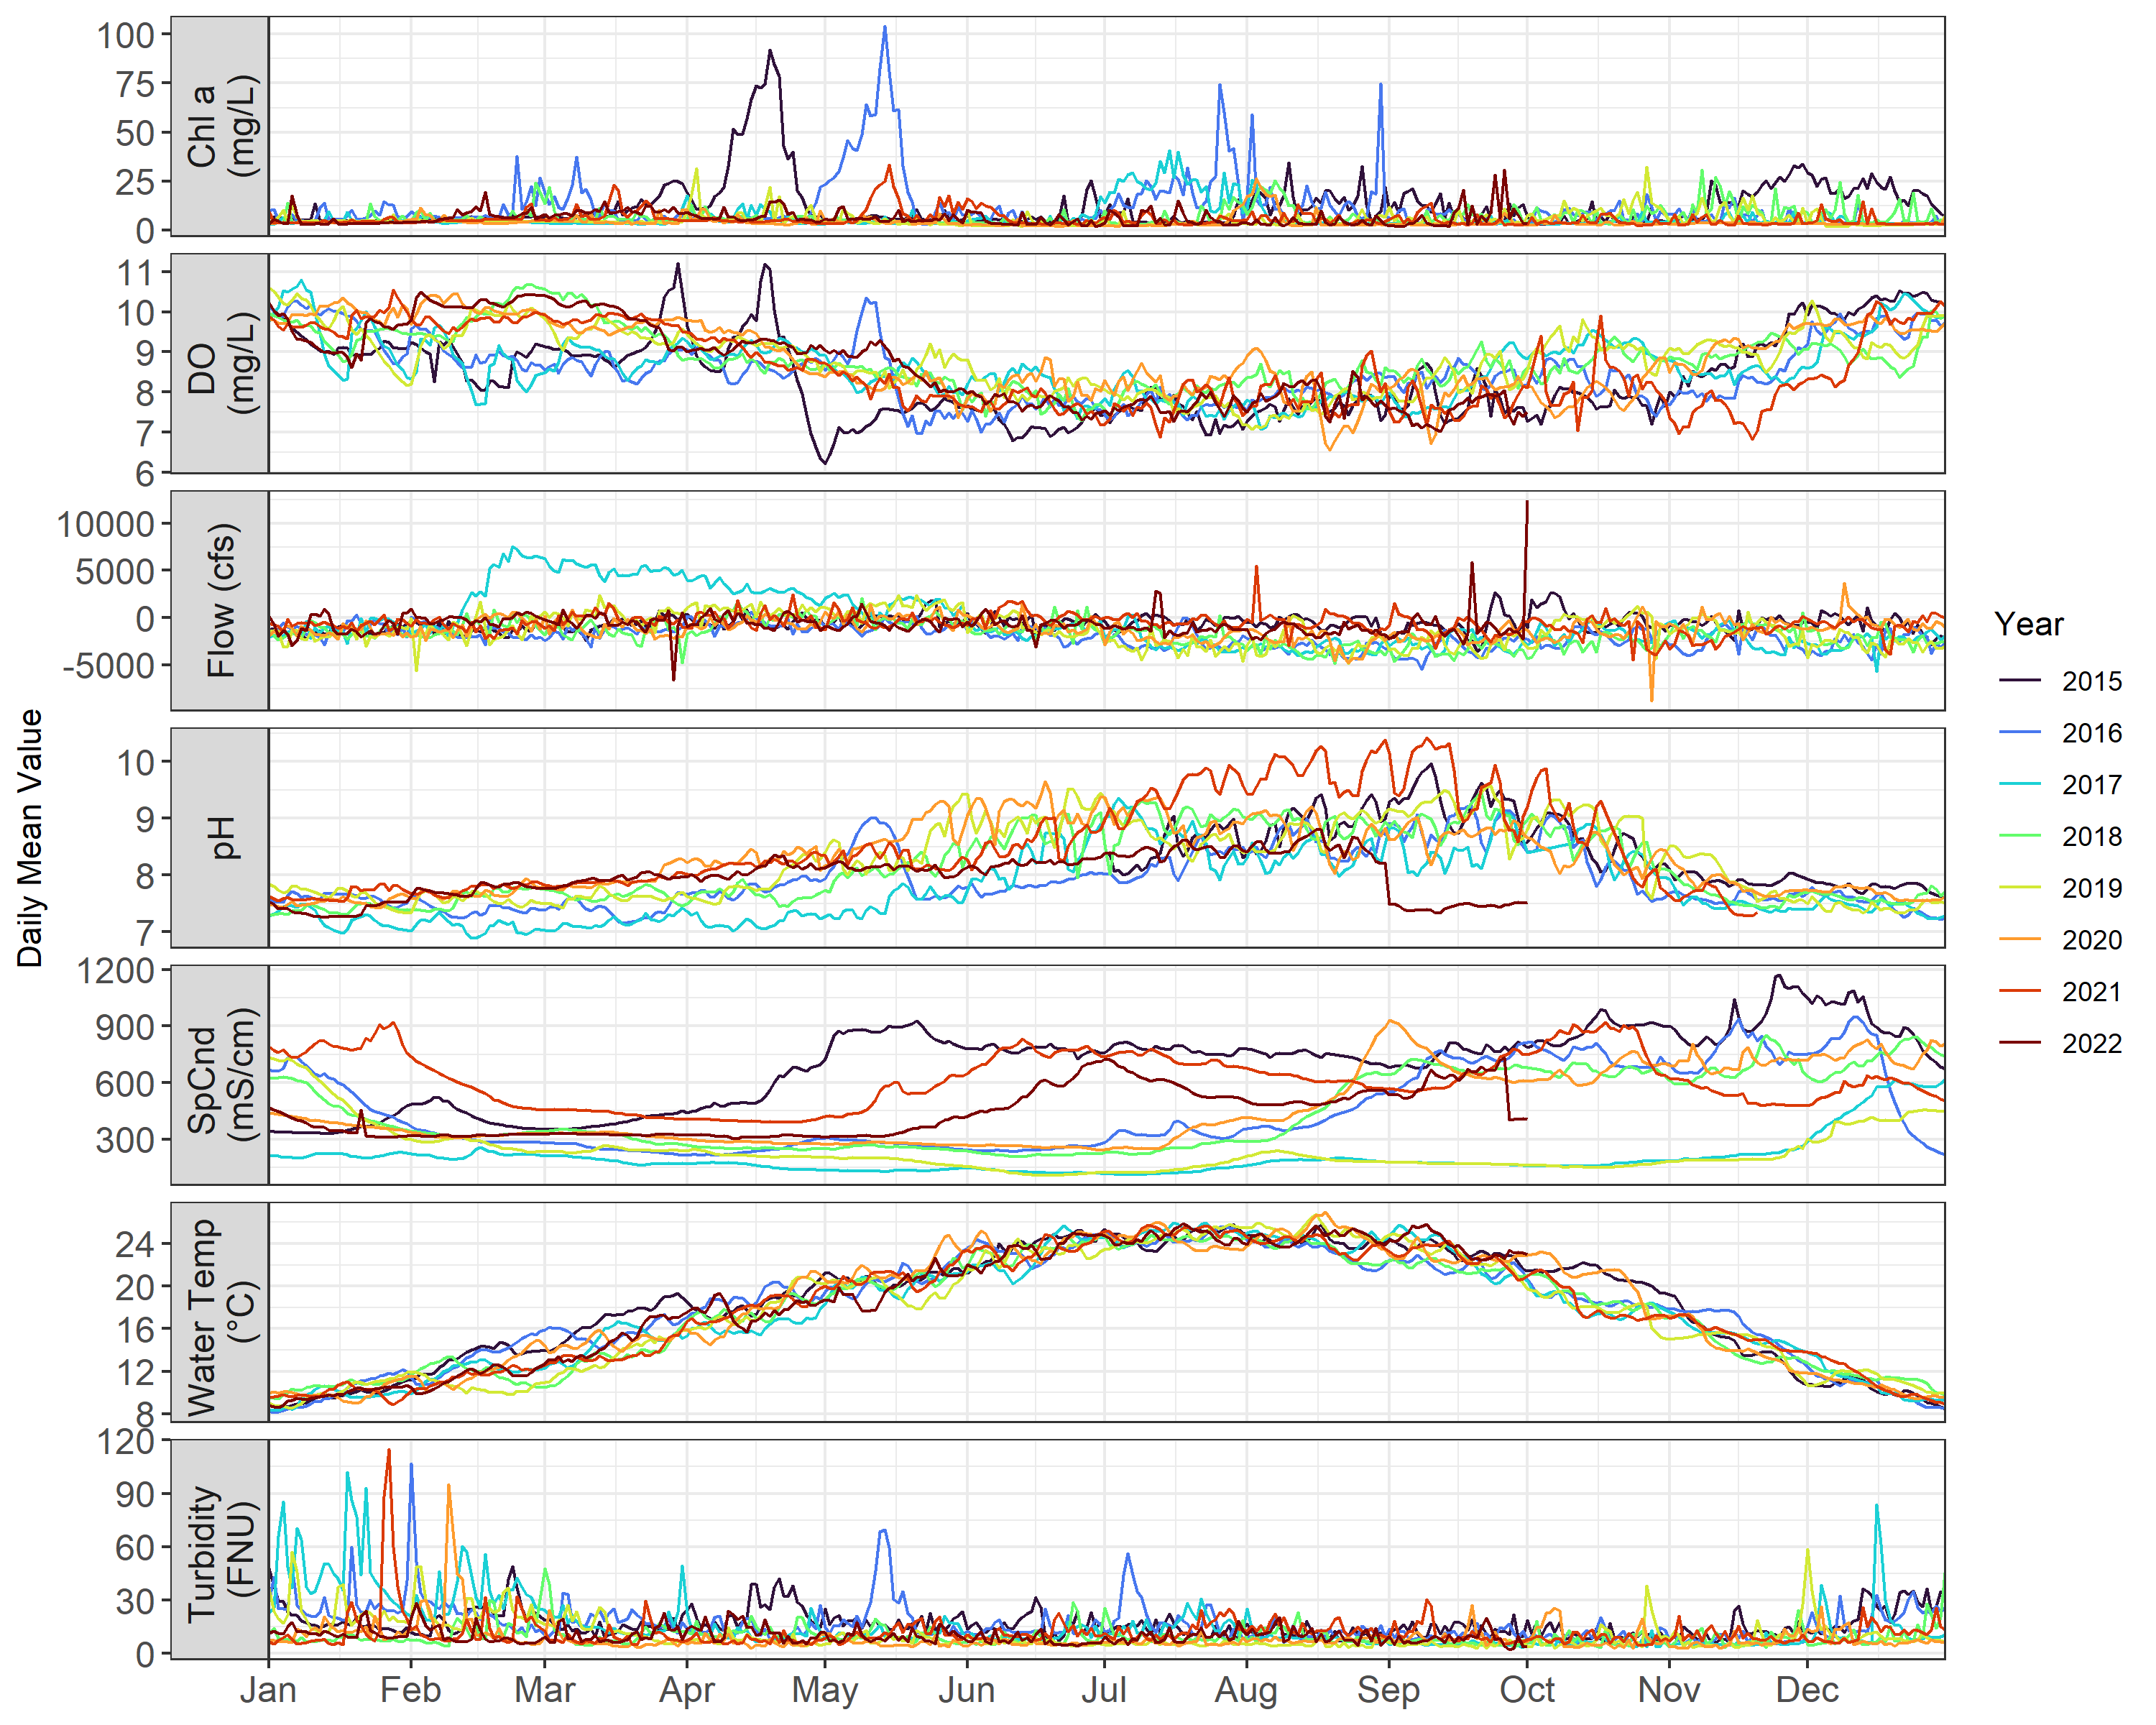 Daily Mean Value
Chl a
(mg/L)
100
75
50
25
0
DO
(mg/L)
11
10
9
8
7
6
Flow (cfs)
10000
5000
0
-5000
pH
10
9
8
7
SpCnd
(mS/cm)
1200
900
600
300
Water Temp
(°C)
24
20
16
12
8
Turbidity
(FNU)
120
90
60
30
0
Jan Feb Mar Apr May Jun Jul Aug Sep Oct Nov Dec
Year
2015
2016
2017
2018
2019
2020
2021
2022